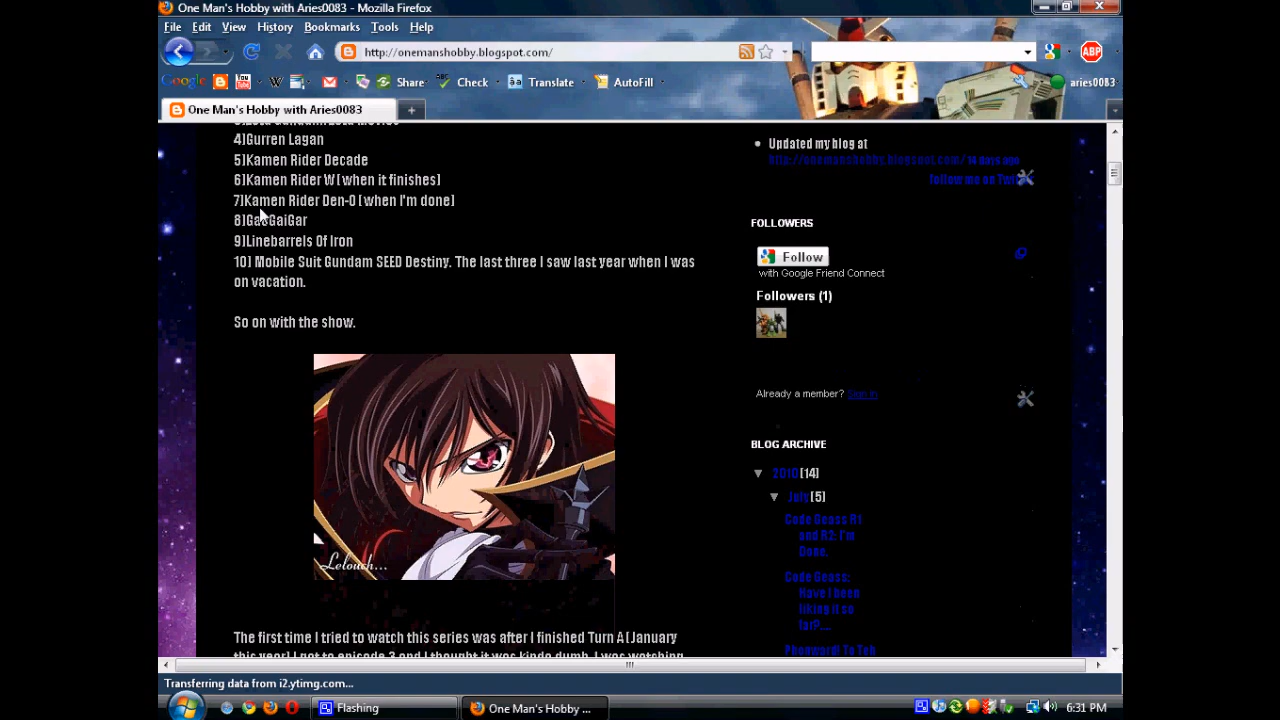 One Man's Hobby with Aries0083 - Mozilla Firefox
File Edit View History Bookmarks Tools Help
http://onemanshobby.blogspot.com/
ABP
Google
You Tube
W
Share
Check
Translate
AutoFill
aries0083
One Man's Hobby with Aries0083
4]Gurren Lagan
5]Kamen Rider Decade
6]Kamen Rider W[when it finishes]
7]Kamen Rider Den-O[when I'm done]
8]GaoGaiGar
9]Linebarrels Of Iron
10] Mobile Suit Gundam SEED Destiny. The last three I saw last year when I was
on vacation.
So on with the show.
Lelouch...
The first time I tried to watch this series was after I finished Turn A[January
this year] I got to episode 3 and I thought it was kinda dumb. I was watching
Updated my blog at
http://onemanshobby.blogspot.com/ 14 days ago
follow me on Twitter
FOLLOWERS
Follow
with Google Friend Connect
Followers (1)
Already a member? Sign in
BLOG ARCHIVE
▼ 2010 [14]
▼ July [5]
Code Geass R1
and R2: I'm
Done.
Code Geass:
Have I been
liking it so
far?....
Phonward! To Teh
Transferring data from i2.ytimg.com...
Flashing
One Man's Hobby ...
6:31 PM